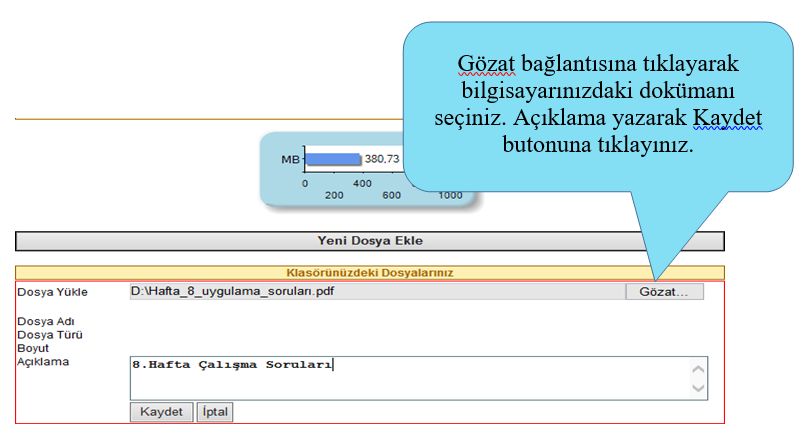 Gözat bağlantısına tıklayarak
bilgisayarınızdaki dokümanı
seçiniz. Açıklama yazarak Kaydet
butonuna tıklayınız.
MB 380,73
0 400
200 600 1000
Yeni Dosya Ekle
Klasörünüzdeki Dosyalarınız
Dosya Yükle D:\Hafta_8_uygulama_soruları.pdf Gözat...
Dosya Adı
Dosya Türü
Boyut
Açıklama 8.Hafta Çalışma Soruları
Kaydet İptal